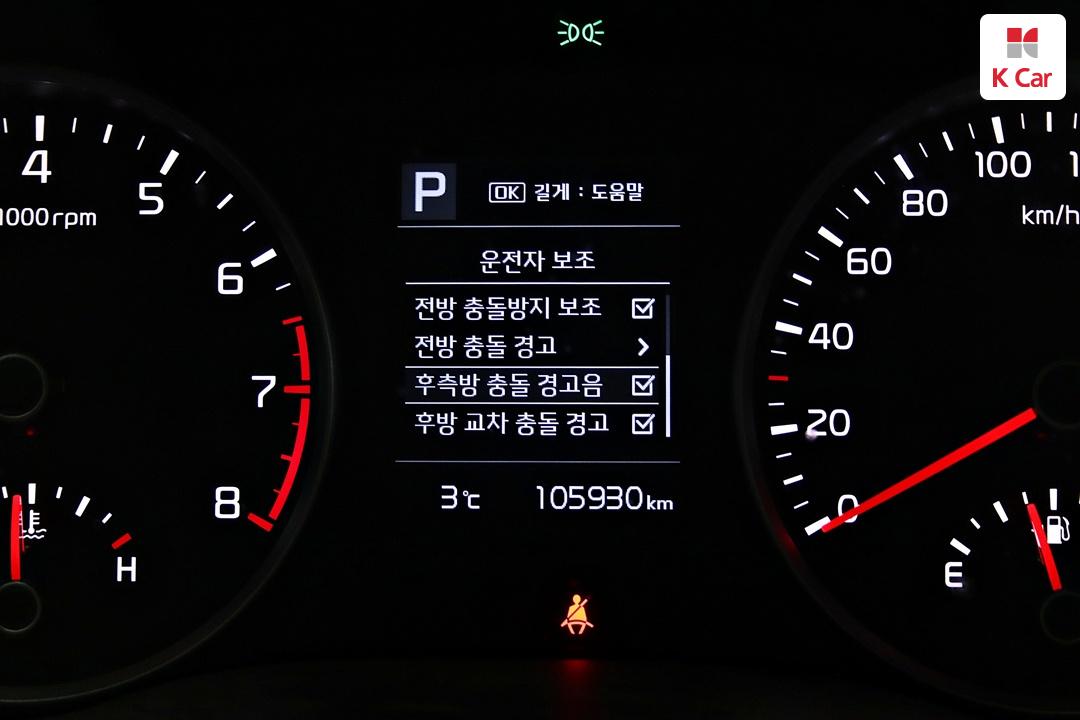 K Car
4
5
6
7
8
1000rpm
H
P
OK 길게 : 도움말
운전자 보조
전방 충돌방지 보조
전방 충돌 경고
후측방 충돌 경고음
후방 교차 충돌 경고
3℃ 105930km
100
80
60
40
20
0
km/h
E